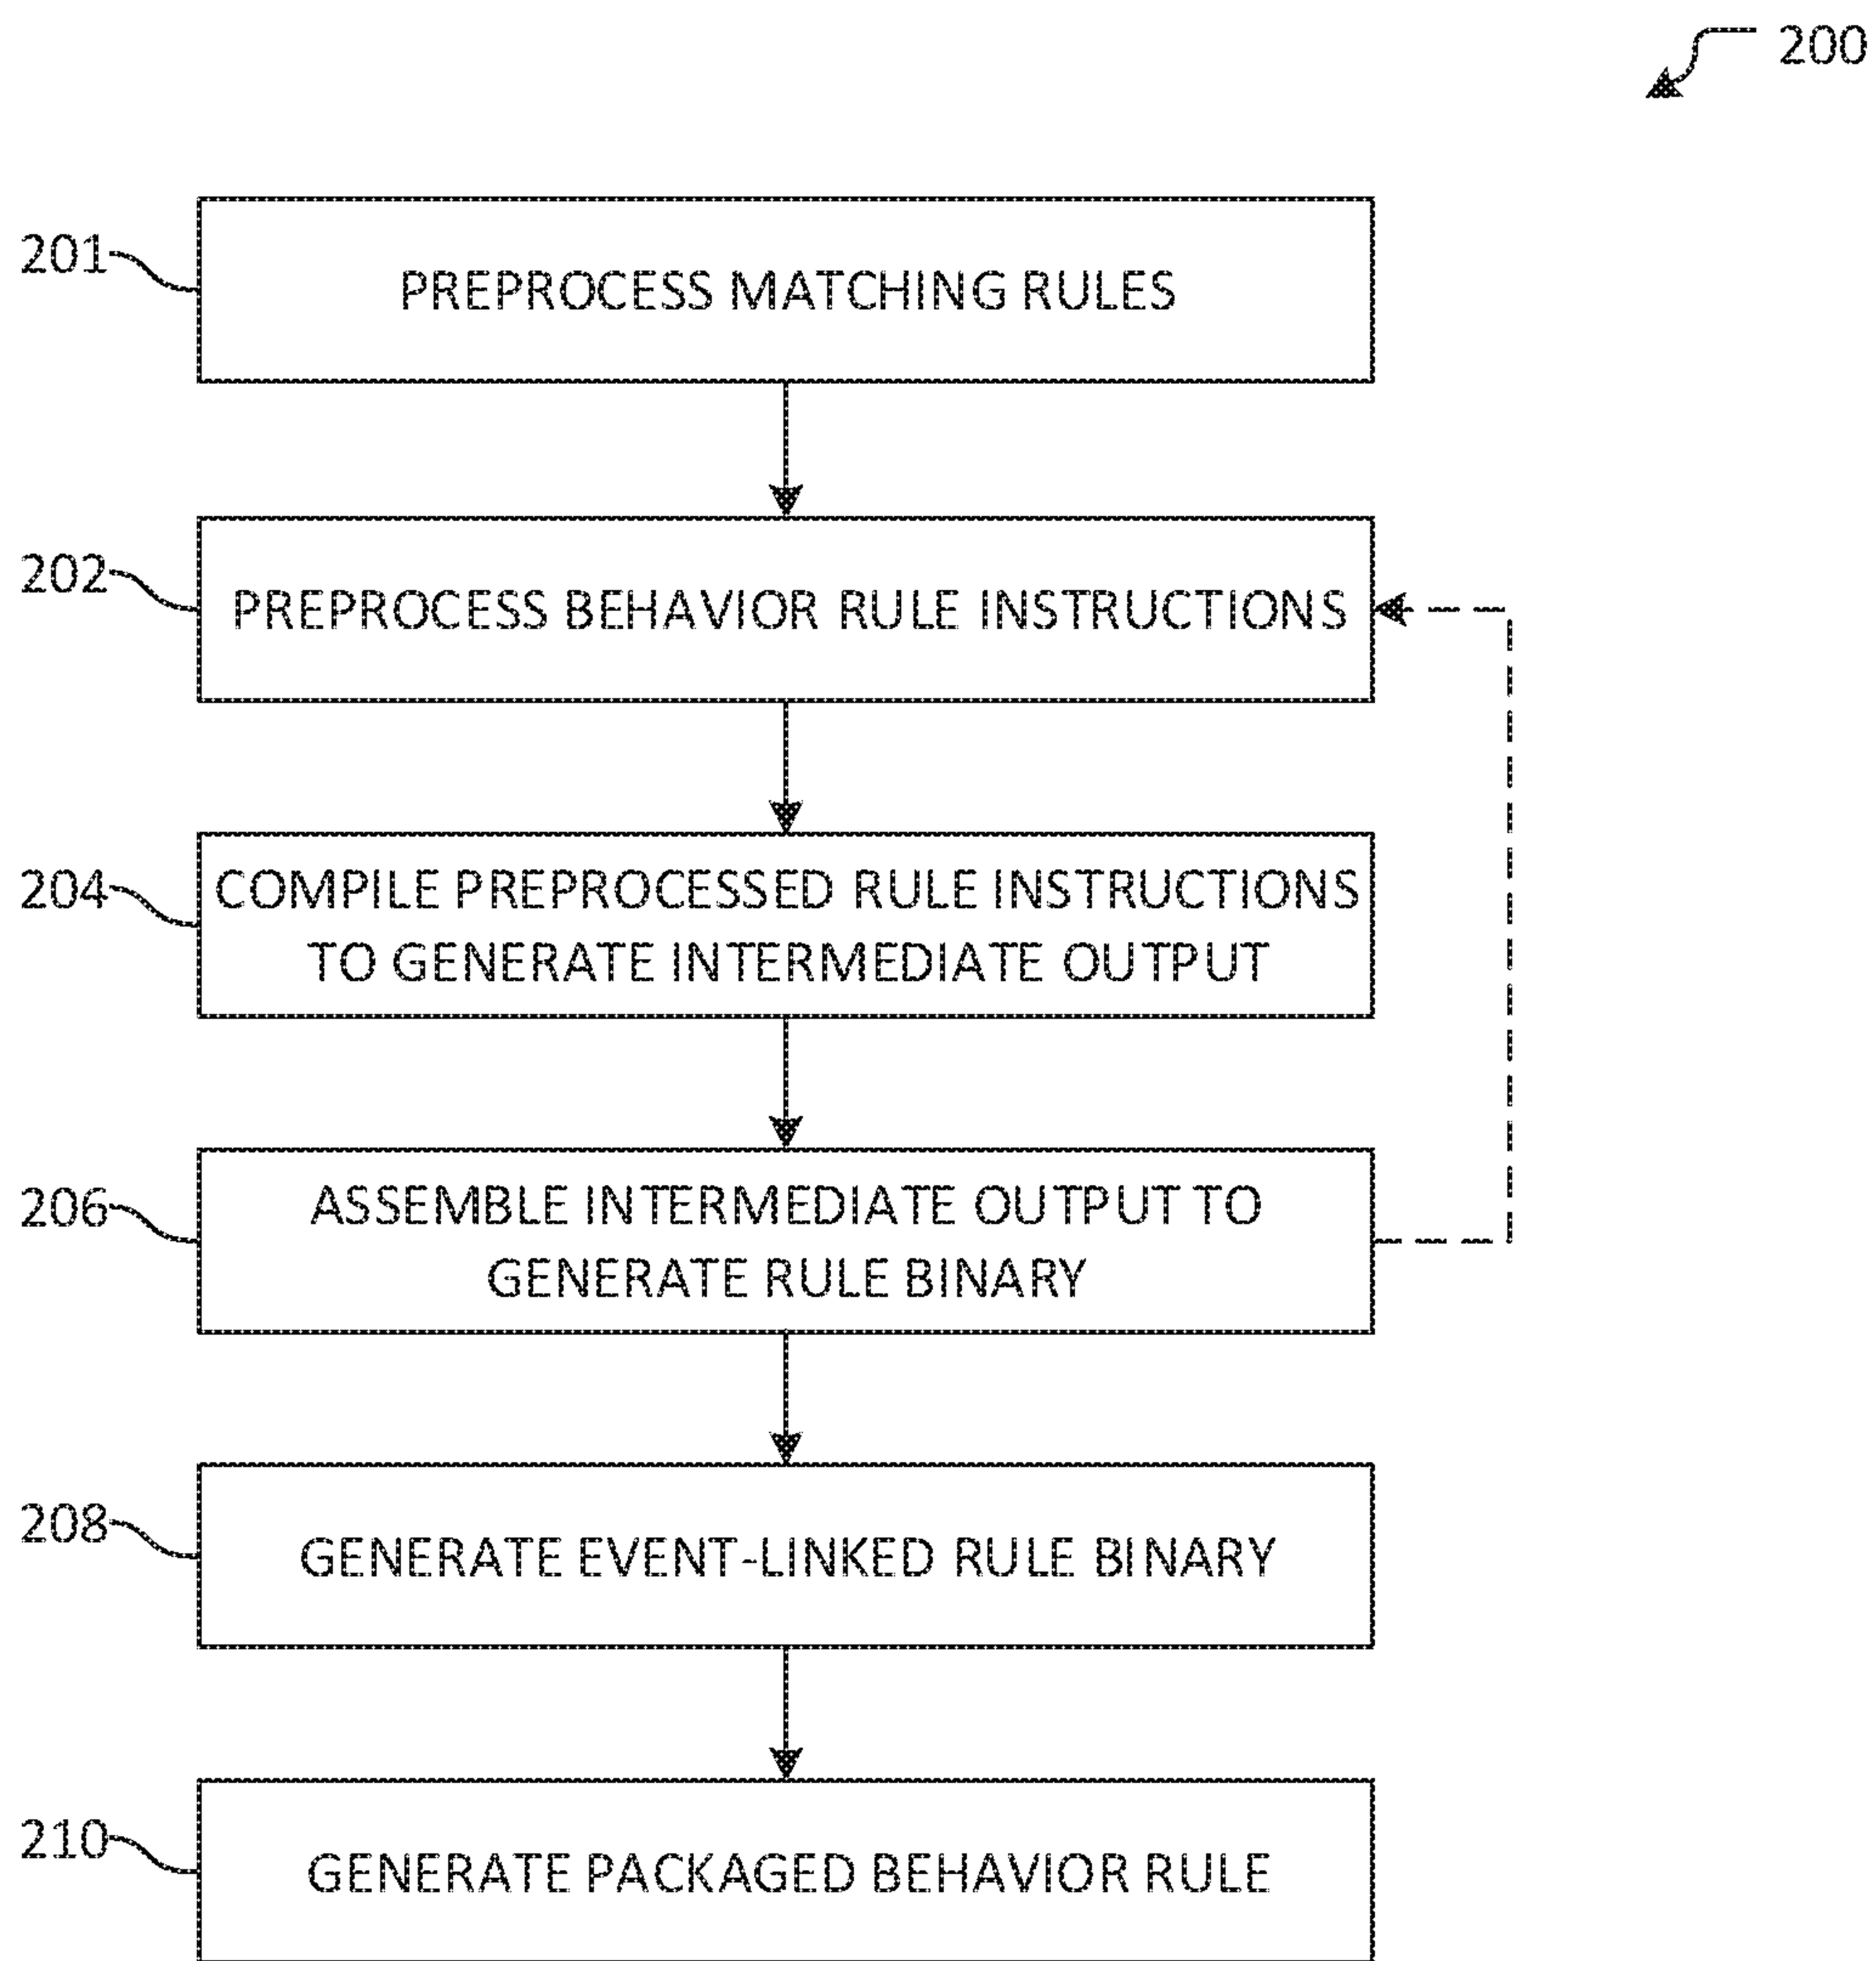 200
201
PREPROCESS MATCHING RULES
202
PREPROCESS BEHAVIOR RULE INSTRUCTIONS
204
COMPILE PREPROCESSED RULE INSTRUCTIONS
TO GENERATE INTERMEDIATE OUTPUT
206
ASSEMBLE INTERMEDIATE OUTPUT TO
GENERATE RULE BINARY
208
GENERATE EVENT-LINKED RULE BINARY
210
GENERATE PACKAGED BEHAVIOR RULE